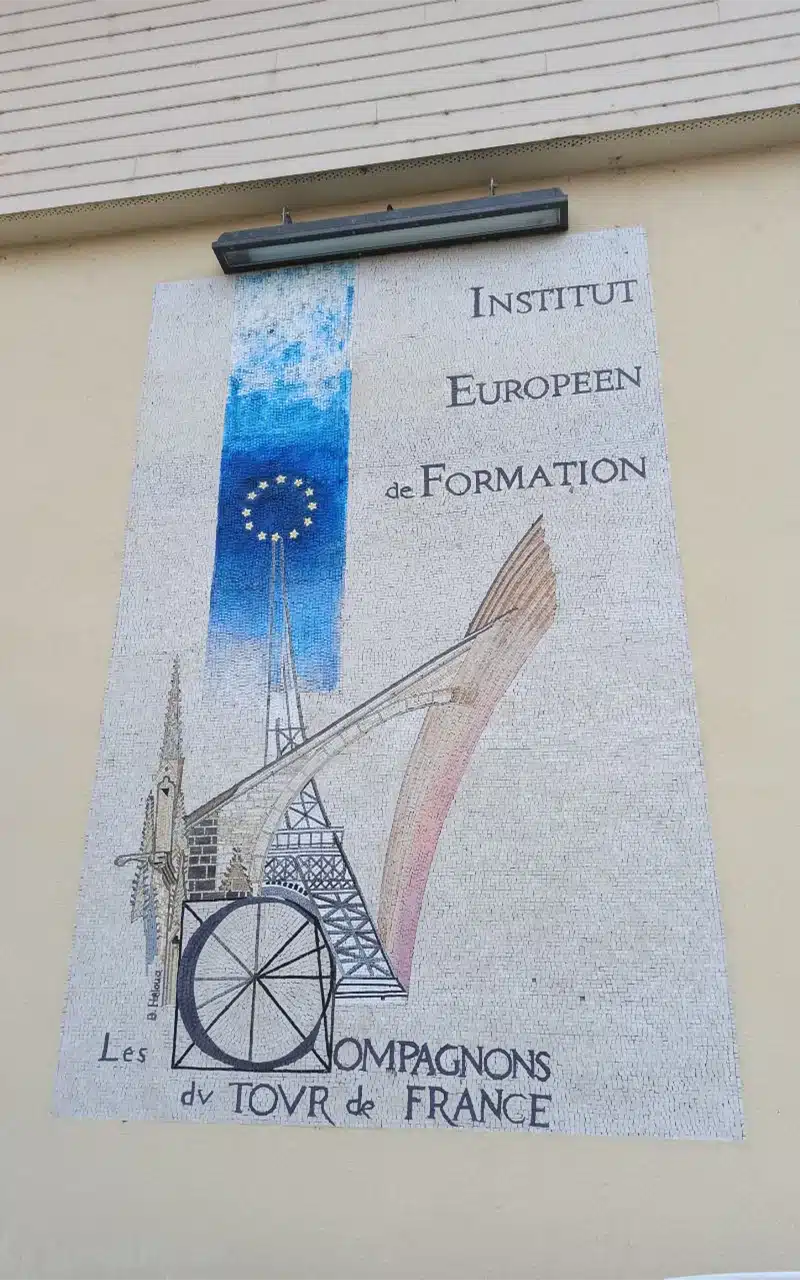 INSTITUT
EUROPEEN
de FORMATION
Les COMPAGNONS
dv TOVR de FRANCE